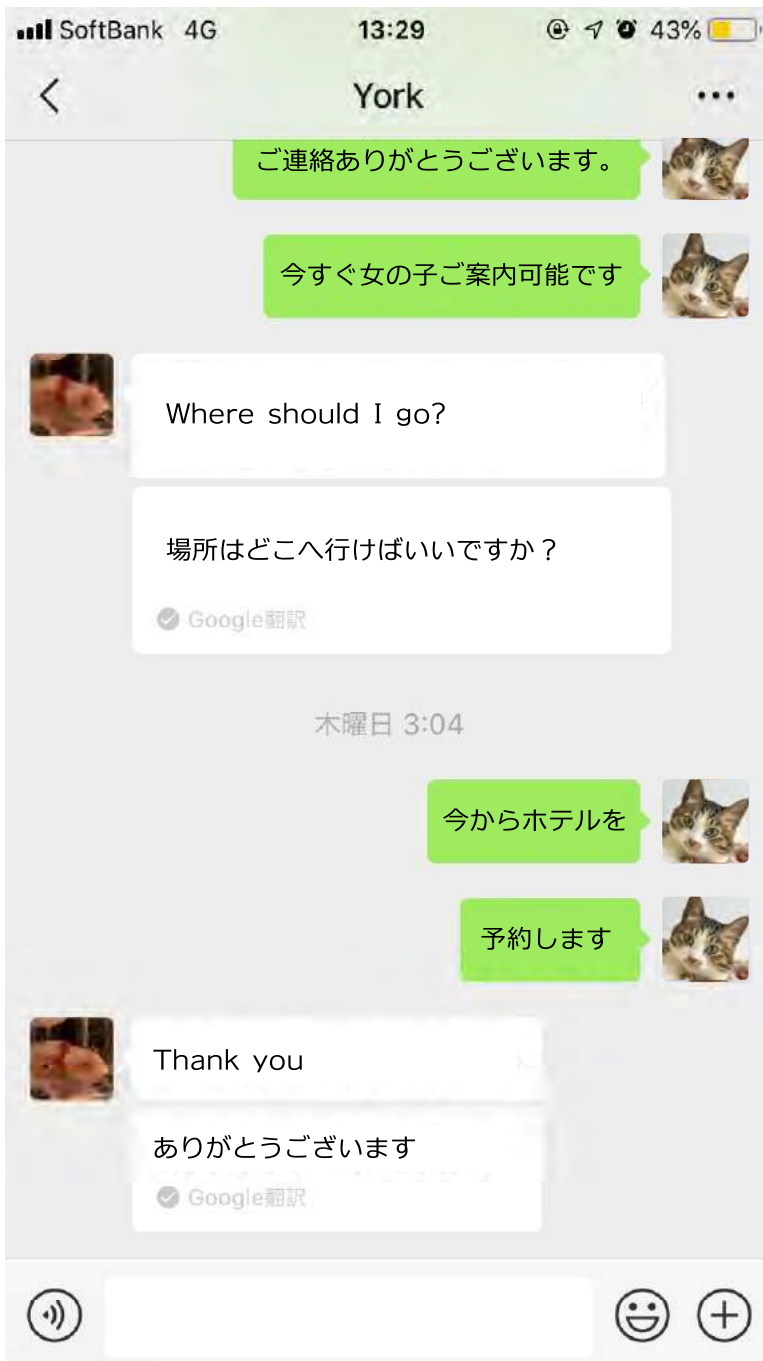 SoftBank 4G 13:29 43%
York
ご連絡ありがとうございます。
今すぐ女の子ご案内可能です
Where should I go?
場所はどこへ行けばいいですか？
Google翻訳
木曜日 3:04
今からホテルを
予約します
Thank you
ありがとうございます
Google翻訳